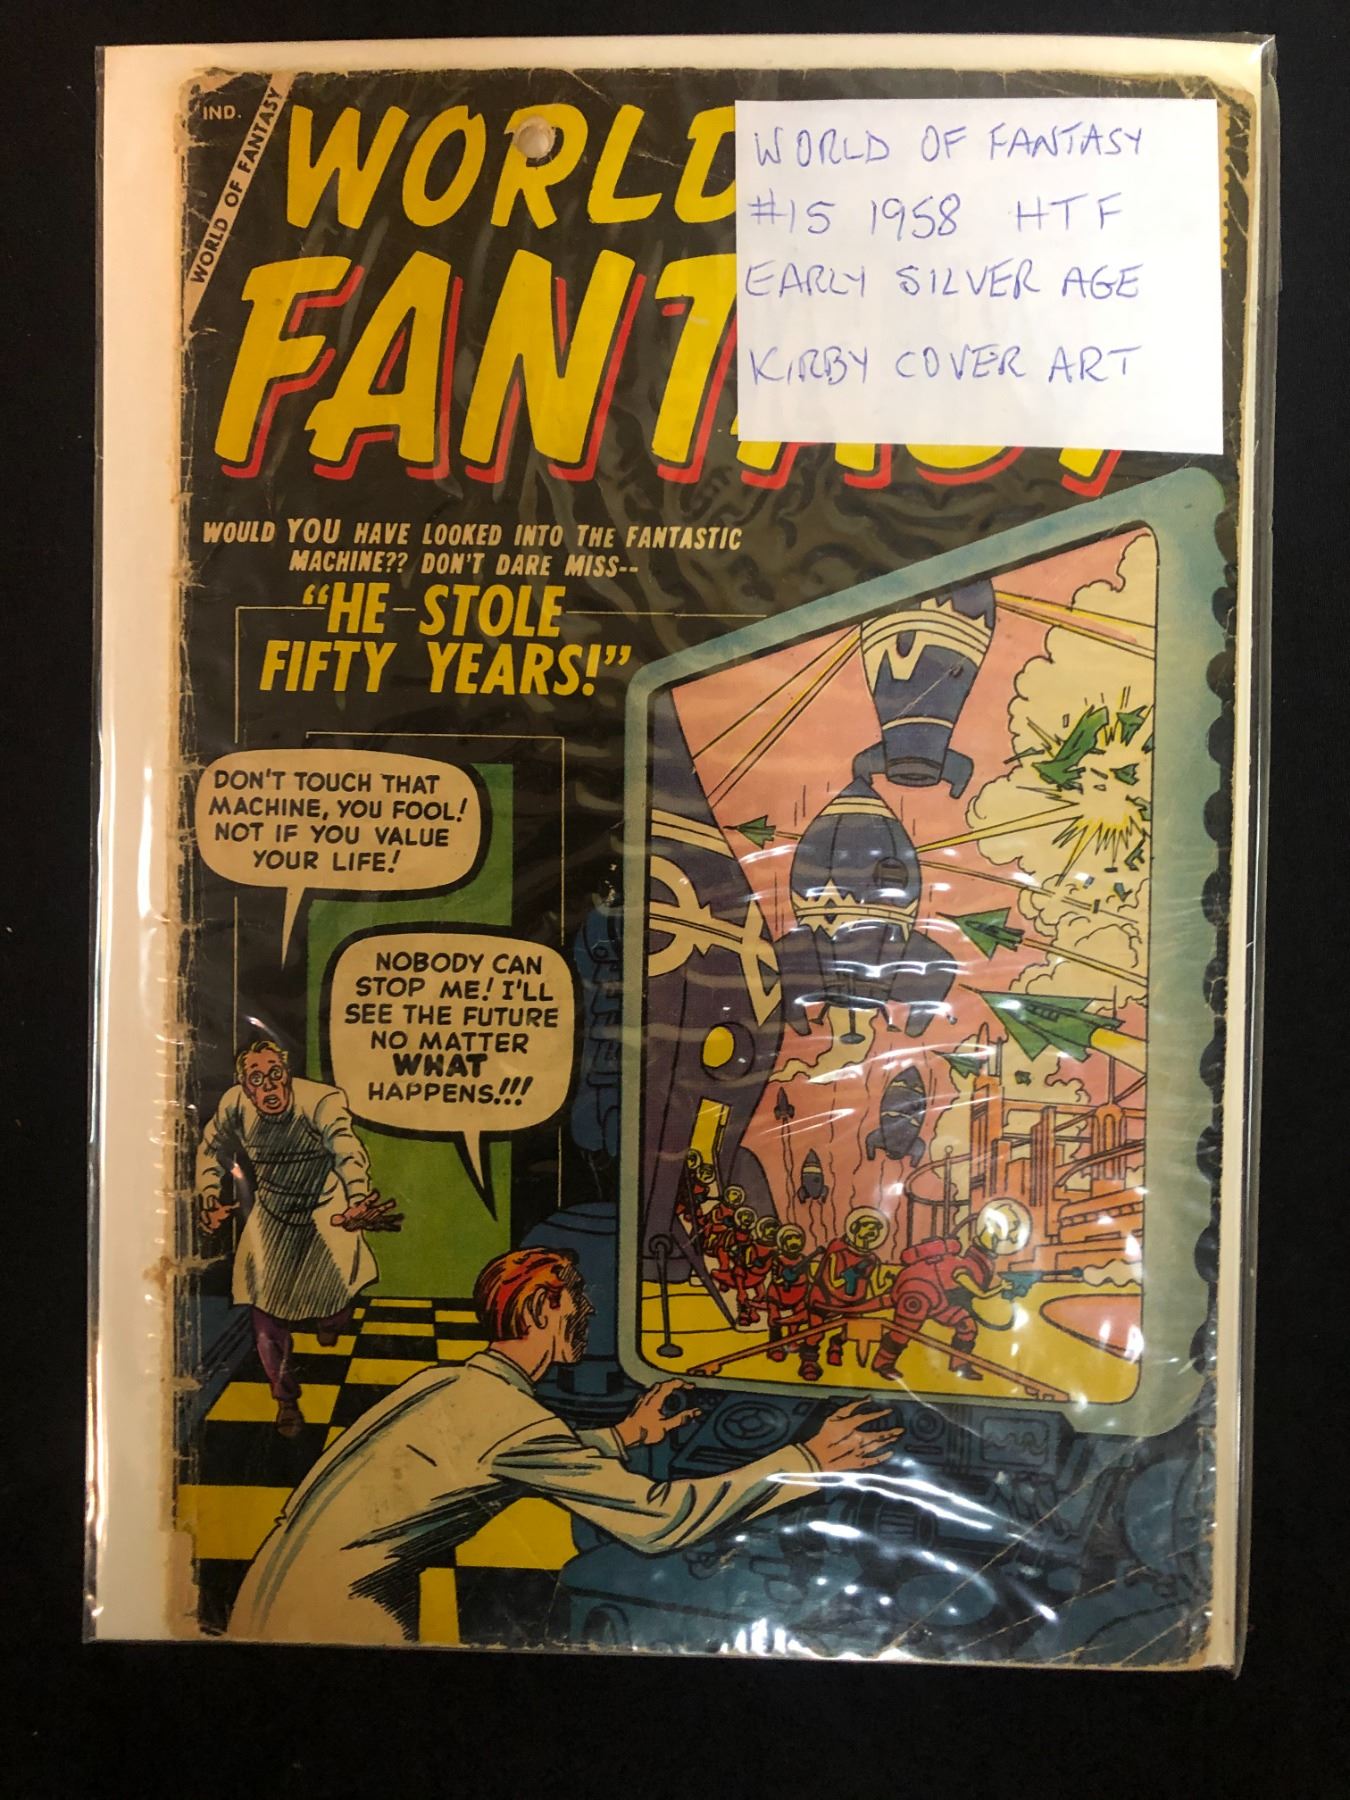 IND.
WORLD OF FANTASY
WORLD
FANTASY
WORLD OF FANTASY
#15 1958 HTF
EARLY SILVER AGE
KIRBY COVER ART
WOULD YOU HAVE LOOKED INTO THE FANTASTIC
MACHINE?? DON'T DARE MISS--
"HE STOLE
FIFTY YEARS!"
DON'T TOUCH THAT
MACHINE, YOU FOOL!
NOT IF YOU VALUE
YOUR LIFE!
NOBODY CAN
STOP ME! I'LL
SEE THE FUTURE
NO MATTER
WHAT
HAPPENS!!!